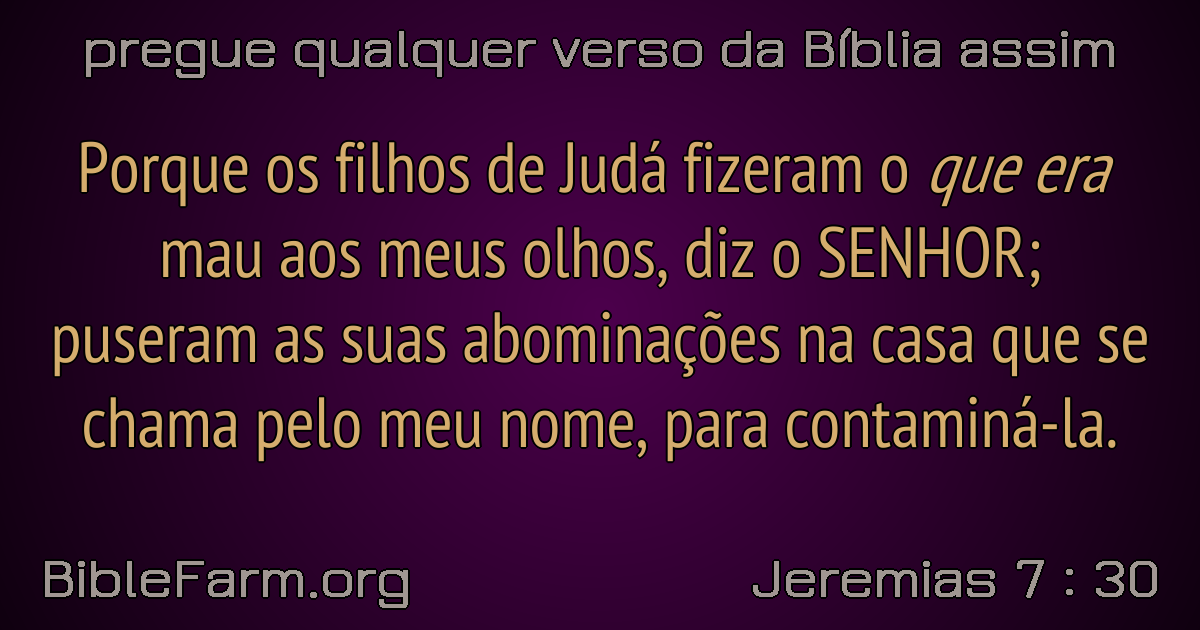 pregue qualquer verso da Bíblia assim
Porque os filhos de Judá fizeram o que era
mau aos meus olhos, diz o SENHOR;
puseram as suas abominações na casa que se
chama pelo meu nome, para contaminá-la.
BibleFarm.org
Jeremias 7 : 30